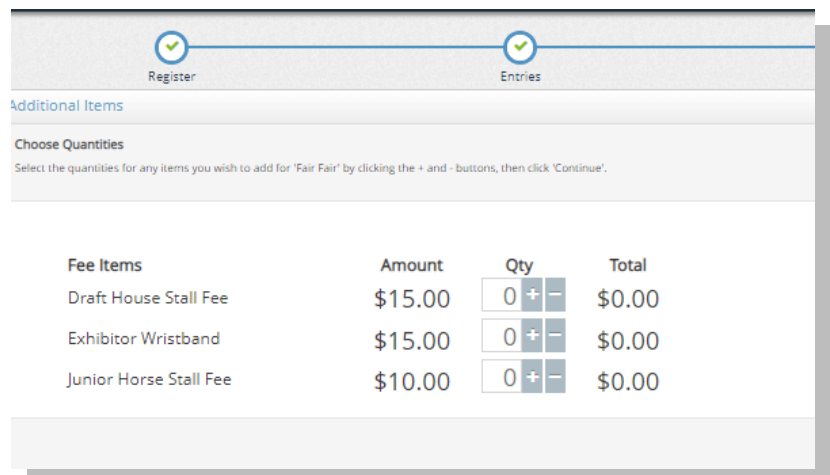 Register Entries
Additional Items
Choose Quantities
Select the quantities for any items you wish to add for 'Fair Fair' by clicking the + and - buttons, then click 'Continue'.
Fee Items Amount Qty Total
Draft House Stall Fee $15.00 0 + − $0.00
Exhibitor Wristband $15.00 0 + − $0.00
Junior Horse Stall Fee $10.00 0 + − $0.00